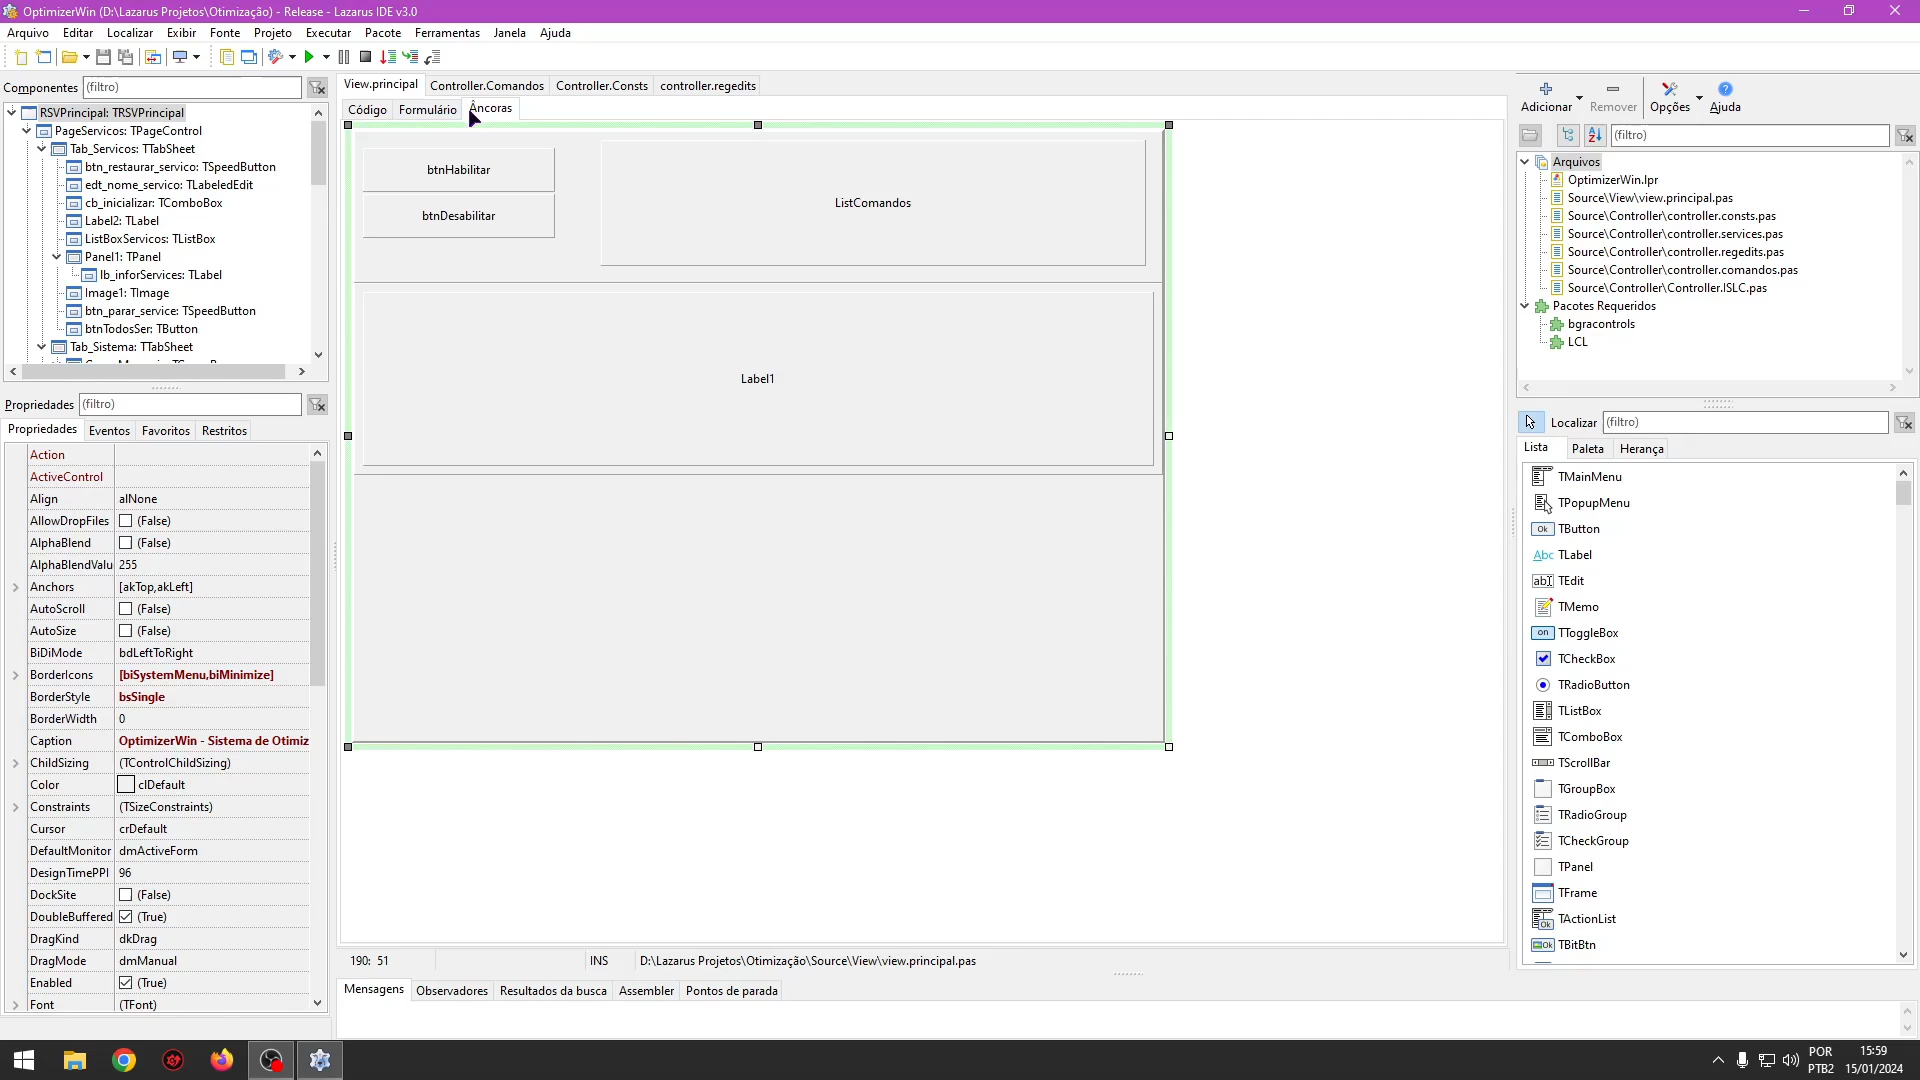 OptimizerWin (D:\Lazarus Projetos\Otimização) - Release - Lazarus IDE v3.0
Arquivo Editar Localizar Exibir Fonte Projeto Executar Pacote Ferramentas Janela Ajuda
Componentes (filtro)
RSVPrincipal: TRSVPrincipal
PageServicos: TPageControl
Tab_Servicos: TTabSheet
btn_restaurar_servico: TSpeedButton
edt_nome_servico: TLabeledEdit
cb_inicializar: TComboBox
Label2: TLabel
ListBoxServicos: TListBox
Panel1: TPanel
lb_inforServices: TLabel
Image1: TImage
btn_parar_service: TSpeedButton
btnTodosSer: TButton
Tab_Sistema: TTabSheet
Propriedades (filtro)
Propriedades Eventos Favoritos Restritos
Action
ActiveControl
Align alNone
AllowDropFiles (False)
AlphaBlend (False)
AlphaBlendValu 255
Anchors [akTop,akLeft]
AutoScroll (False)
AutoSize (False)
BiDiMode bdLeftToRight
BorderIcons [biSystemMenu,biMinimize]
BorderStyle bsSingle
BorderWidth 0
Caption OptimizerWin - Sistema de Otimiz
ChildSizing (TControlChildSizing)
Color clDefault
Constraints (TSizeConstraints)
Cursor crDefault
DefaultMonitor dmActiveForm
DesignTimePPI 96
DockSite (False)
DoubleBuffered (True)
DragKind dkDrag
DragMode dmManual
Enabled (True)
Font (TFont)
View.principal Controller.Comandos Controller.Consts controller.regedits
Código Formulário Âncoras
btnHabilitar
btnDesabilitar
ListComandos
Label1
190: 51 INS D:\Lazarus Projetos\Otimização\Source\View\view.principal.pas
Mensagens Observadores Resultados da busca Assembler Pontos de parada
Adicionar Remover Opções Ajuda
(filtro)
Arquivos
OptimizerWin.lpr
Source\View\view.principal.pas
Source\Controller\controller.consts.pas
Source\Controller\controller.services.pas
Source\Controller\controller.regedits.pas
Source\Controller\controller.comandos.pas
Source\Controller\Controller.ISLC.pas
Pacotes Requeridos
bgracontrols
LCL
Localizar (filtro)
Lista Paleta Herança
TMainMenu
TPopupMenu
Ok TButton
Abc TLabel
ab TEdit
TMemo
on TToggleBox
TCheckBox
TRadioButton
TListBox
TComboBox
TScrollBar
TGroupBox
TRadioGroup
TCheckGroup
TPanel
TFrame
Ok TActionList
Ok TBitBtn
POR
PTB2
15:59
15/01/2024